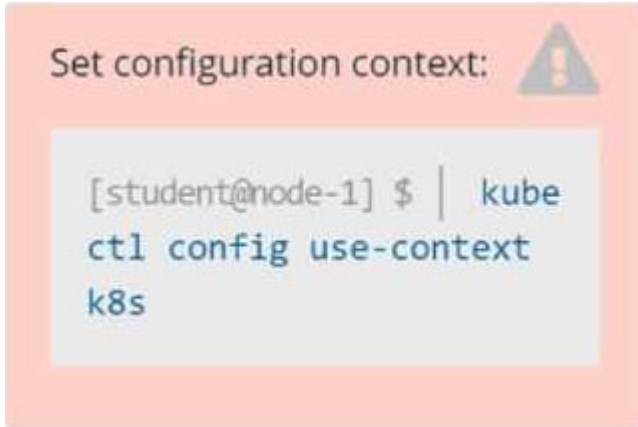 Set configuration context:
[student@node-1] $ | kube
ctl config use-context
k8s